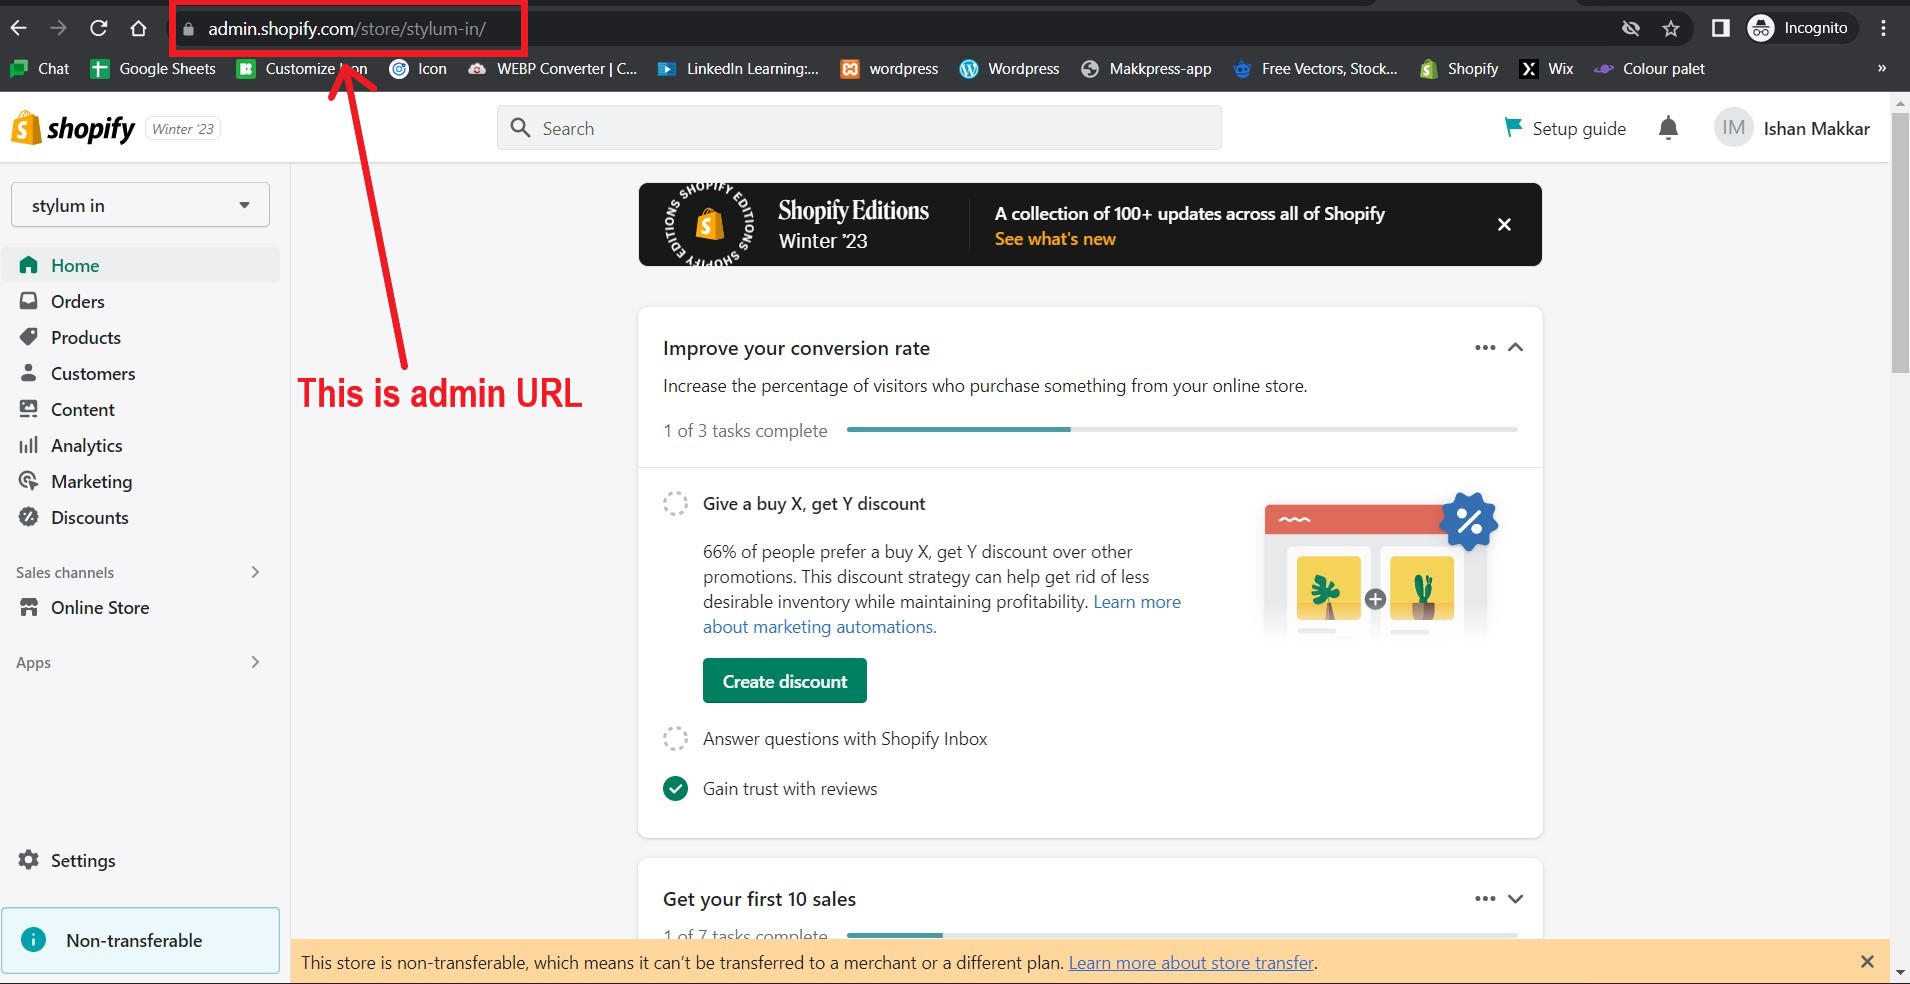 admin.shopify.com/store/stylum-in/
Incognito
Chat
Google Sheets
Customize Icon
Icon
WEBP Converter | C...
LinkedIn Learning:...
wordpress
Wordpress
Makkpress-app
Free Vectors, Stock...
Shopify
Wix
Colour palet
»
shopify
Winter '23
Search
Setup guide
IM
Ishan Makkar
stylum in
SHOPIFY EDITIONS SHOPIFY EDITIONS
Shopify Editions
Winter '23
A collection of 100+ updates across all of Shopify
See what's new
Home
Orders
Products
Customers
Content
Analytics
Marketing
Discounts
Sales channels
Online Store
Apps
Settings
Non-transferable
This is admin URL
Improve your conversion rate
Increase the percentage of visitors who purchase something from your online store.
1 of 3 tasks complete
Give a buy X, get Y discount
66% of people prefer a buy X, get Y discount over other
promotions. This discount strategy can help get rid of less
desirable inventory while maintaining profitability. Learn more
about marketing automations.
Create discount
Answer questions with Shopify Inbox
Gain trust with reviews
Get your first 10 sales
1 of 7 tasks complete
This store is non-transferable, which means it can't be transferred to a merchant or a different plan. Learn more about store transfer.